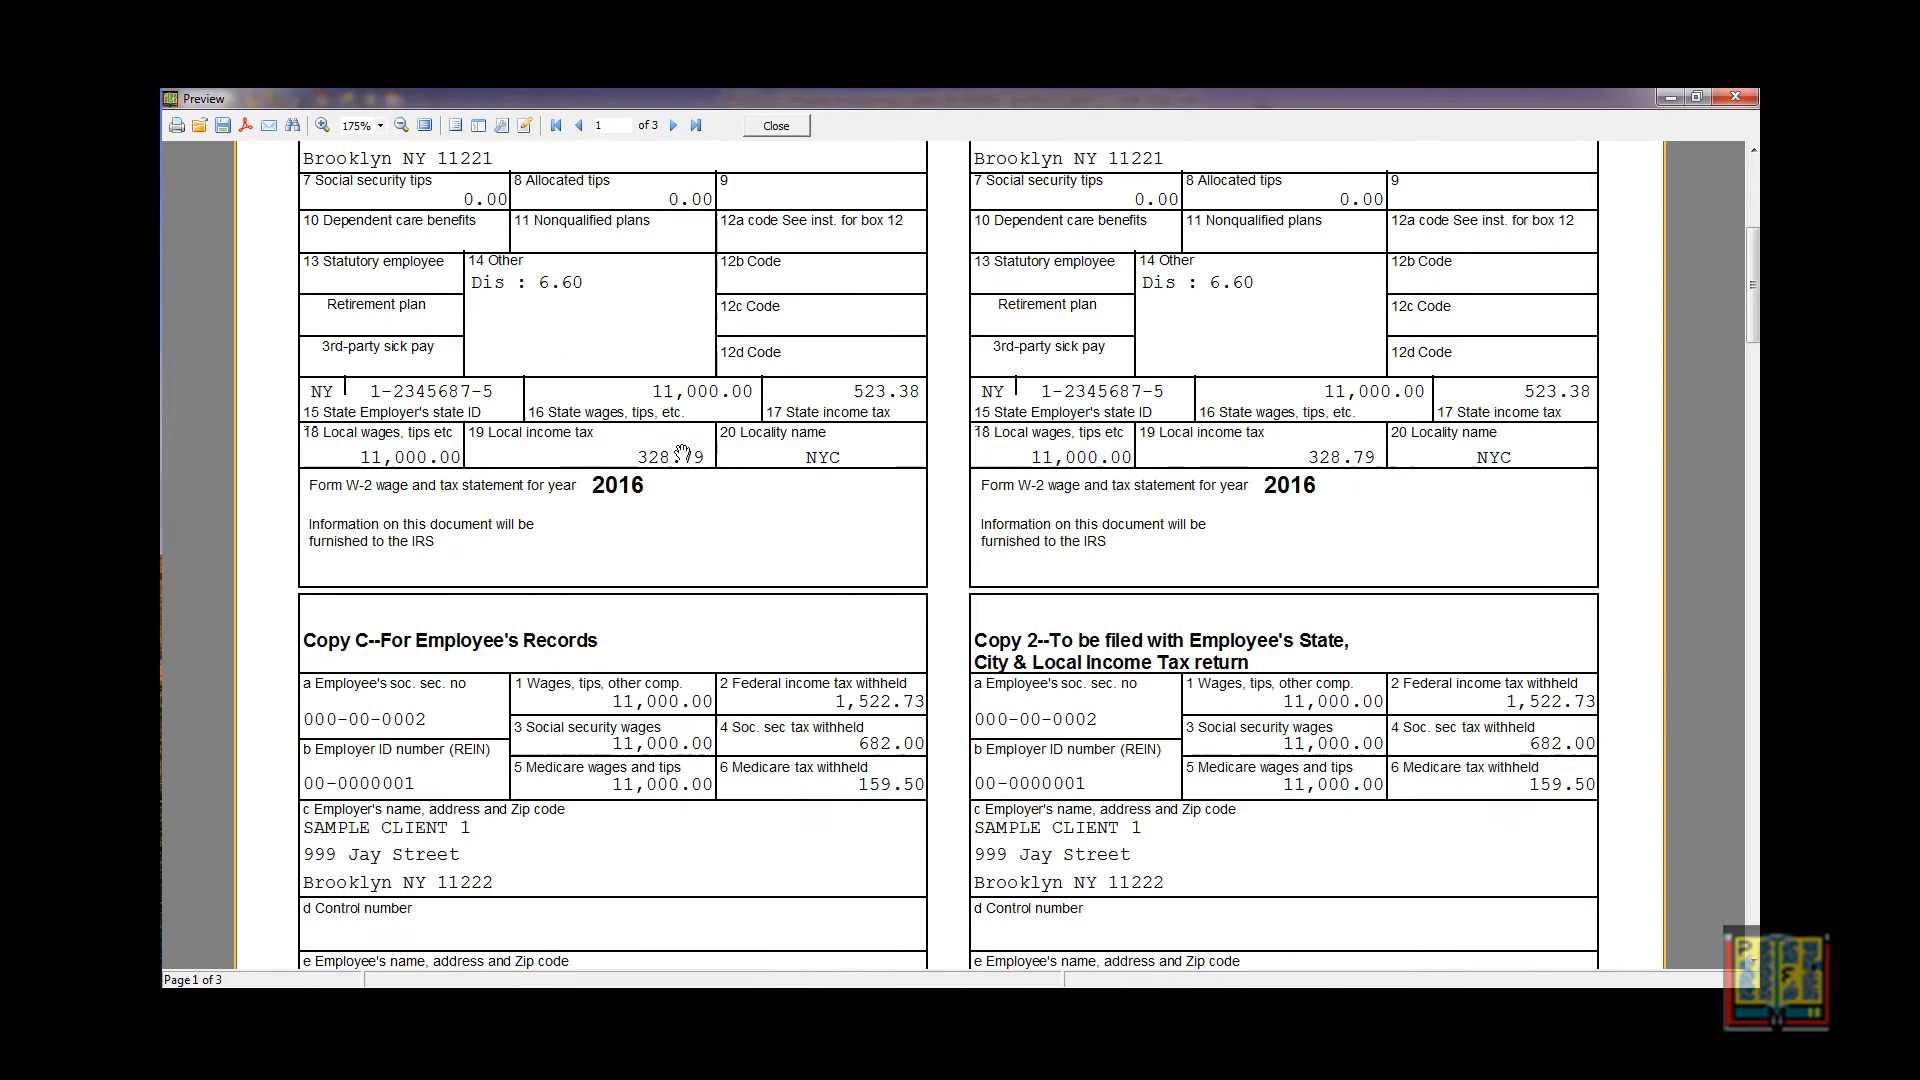 Preview
175%
1
of 3
Close
Brooklyn NY 11221
7 Social security tips
0.00
8 Allocated tips
0.00
9
10 Dependent care benefits
11 Nonqualified plans
12a code See inst. for box 12
13 Statutory employee
14 Other
Dis : 6.60
12b Code
Retirement plan
12c Code
3rd-party sick pay
12d Code
NY 1-2345687-5 11,000.00 523.38
15 State Employer's state ID 16 State wages, tips, etc. 17 State income tax
18 Local wages, tips etc 19 Local income tax 20 Locality name
11,000.00 328.79 NYC
Form W-2 wage and tax statement for year 2016
Information on this document will be
furnished to the IRS
Brooklyn NY 11221
7 Social security tips
0.00
8 Allocated tips
0.00
9
10 Dependent care benefits
11 Nonqualified plans
12a code See inst. for box 12
13 Statutory employee
14 Other
Dis : 6.60
12b Code
Retirement plan
12c Code
3rd-party sick pay
12d Code
NY 1-2345687-5 11,000.00 523.38
15 State Employer's state ID 16 State wages, tips, etc. 17 State income tax
18 Local wages, tips etc 19 Local income tax 20 Locality name
11,000.00 328.79 NYC
Form W-2 wage and tax statement for year 2016
Information on this document will be
furnished to the IRS
Copy C--For Employee's Records
a Employee's soc. sec. no
000-00-0002
1 Wages, tips, other comp.
11,000.00
2 Federal income tax withheld
1,522.73
3 Social security wages
11,000.00
4 Soc. sec tax withheld
682.00
b Employer ID number (REIN)
00-0000001
5 Medicare wages and tips
11,000.00
6 Medicare tax withheld
159.50
c Employer's name, address and Zip code
SAMPLE CLIENT 1
999 Jay Street
Brooklyn NY 11222
d Control number
e Employee's name, address and Zip code
Copy 2--To be filed with Employee's State,
City & Local Income Tax return
a Employee's soc. sec. no
000-00-0002
1 Wages, tips, other comp.
11,000.00
2 Federal income tax withheld
1,522.73
3 Social security wages
11,000.00
4 Soc. sec tax withheld
682.00
b Employer ID number (REIN)
00-0000001
5 Medicare wages and tips
11,000.00
6 Medicare tax withheld
159.50
c Employer's name, address and Zip code
SAMPLE CLIENT 1
999 Jay Street
Brooklyn NY 11222
d Control number
e Employee's name, address and Zip code
Page 1 of 3